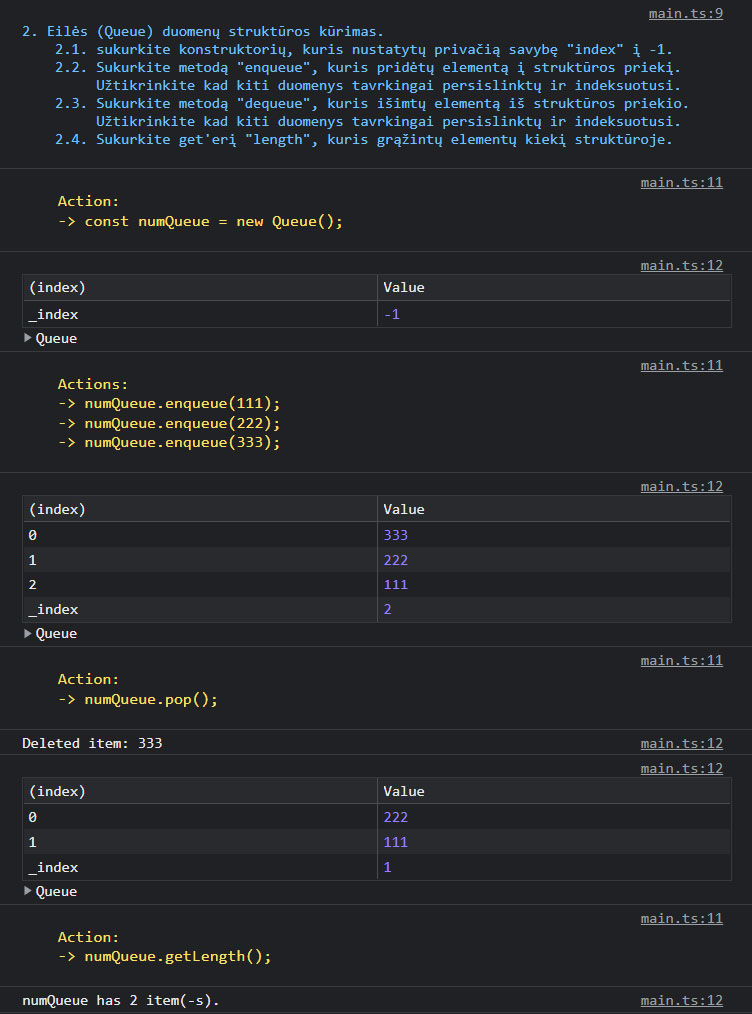 main.ts:9
2. Eilės (Queue) duomenų struktūros kūrimas.
2.1. sukurkite konstruktorių, kuris nustatytų privačią savybę "index" į -1.
2.2. Sukurkite metodą "enqueue", kuris pridėtų elementą į struktūros priekį.
Užtikrinkite kad kiti duomenys tavrkingai persislinktų ir indeksuotusi.
2.3. Sukurkite metodą "dequeue", kuris išimtų elementą iš struktūros priekio.
Užtikrinkite kad kiti duomenys tavrkingai persislinktų ir indeksuotusi.
2.4. Sukurkite get'erį "length", kuris grąžintų elementų kiekį struktūroje.
main.ts:11
Action:
-> const numQueue = new Queue();
main.ts:12
(index) Value
_index -1
Queue
main.ts:11
Actions:
-> numQueue.enqueue(111);
-> numQueue.enqueue(222);
-> numQueue.enqueue(333);
main.ts:12
(index) Value
0 333
1 222
2 111
_index 2
Queue
main.ts:11
Action:
-> numQueue.pop();
Deleted item: 333 main.ts:12
main.ts:12
(index) Value
0 222
1 111
_index 1
Queue
main.ts:11
Action:
-> numQueue.getLength();
numQueue has 2 item(-s). main.ts:12